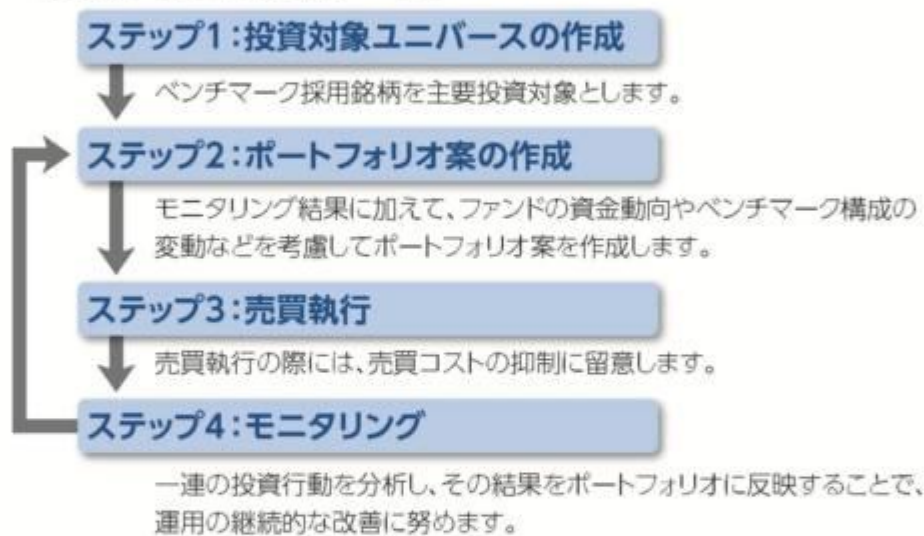 ステップ1:投資対象ユニバースの作成
ベンチマーク採用銘柄を主要投資対象とします。
ステップ2:ポートフォリオ案の作成
モニタリング結果に加えて、ファンドの資金動向やベンチマーク構成の
変動などを考慮してポートフォリオ案を作成します。
ステップ3:売買執行
売買執行の際には、売買コストの抑制に留意します。
ステップ4:モニタリング
一連の投資行動を分析し、その結果をポートフォリオに反映することで、
運用の継続的な改善に努めます。